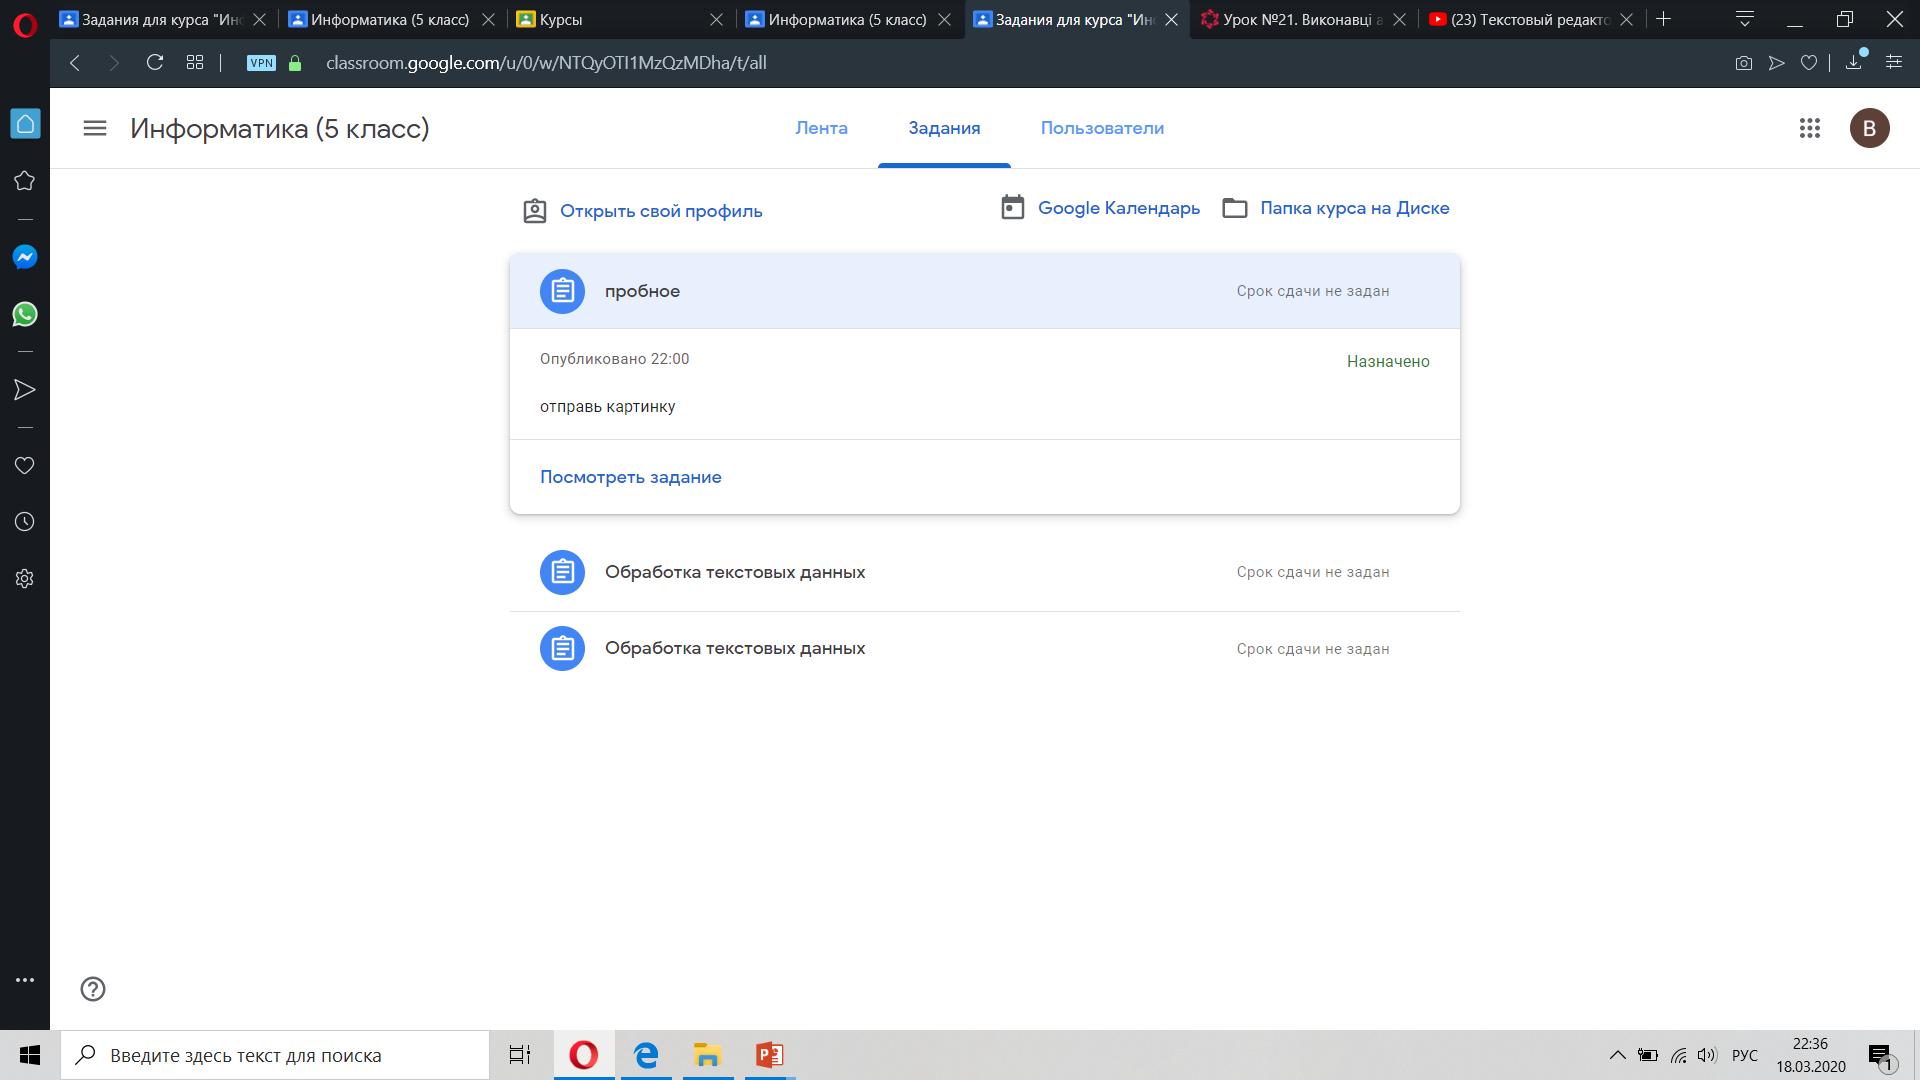 Задания для курса "Ин
Информатика (5 класс)
Курсы
Информатика (5 класс)
Задания для курса "Ин
Урок №21. Виконавці а
(23) Текстовый редакто
VPN
classroom.google.com/u/0/w/NTQyOTI1MzQzMDha/t/all
Информатика (5 класс)
Лента
Задания
Пользователи
B
Открыть свой профиль
Google Календарь
Папка курса на Диске
пробное
Срок сдачи не задан
Опубликовано 22:00
Назначено
отправь картинку
Посмотреть задание
Обработка текстовых данных
Срок сдачи не задан
Обработка текстовых данных
Срок сдачи не задан
Введите здесь текст для поиска
РУС
22:36
18.03.2020
1